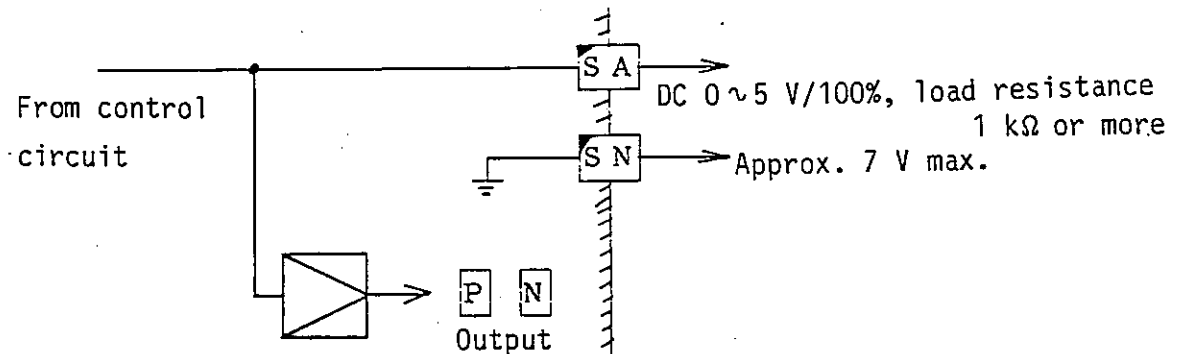 S A
From control
circuit
DC 0~5 V/100%, load resistance
1 kΩ or more
S N
Approx. 7 V max.
P N
Output